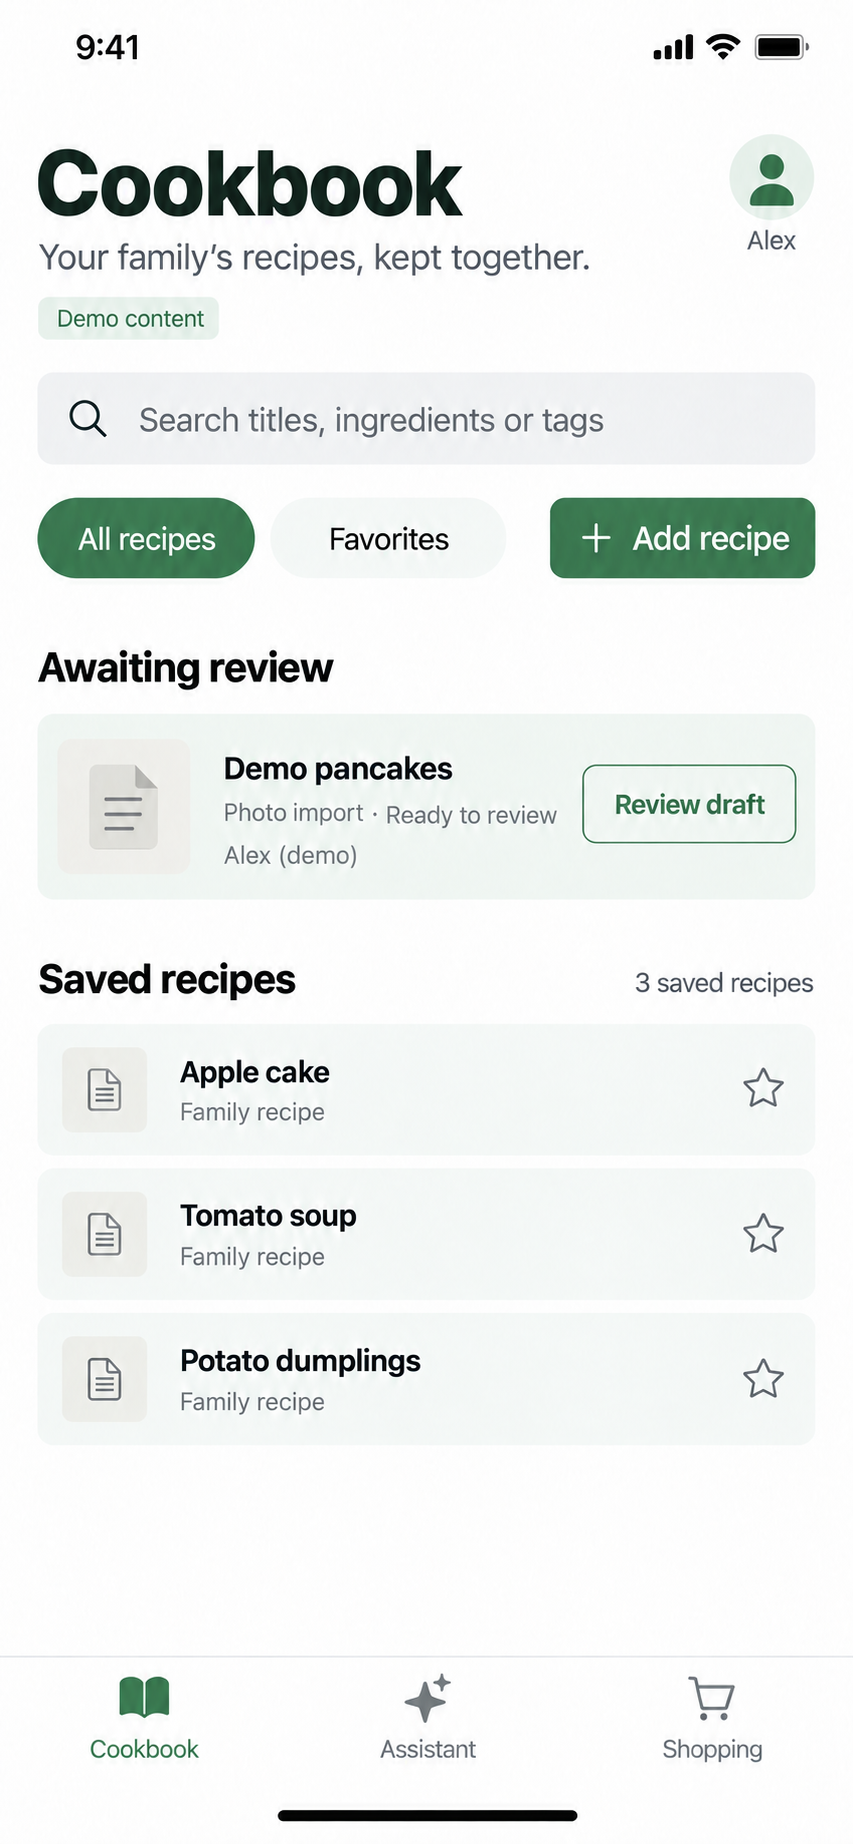 9:41
Cookbook
Alex
Your family’s recipes, kept together.
Demo content
Search titles, ingredients or tags
All recipes
Favorites
+ Add recipe
Awaiting review
Demo pancakes
Photo import · Ready to review
Alex (demo)
Review draft
Saved recipes
3 saved recipes
Apple cake
Family recipe
Tomato soup
Family recipe
Potato dumplings
Family recipe
Cookbook
Assistant
Shopping